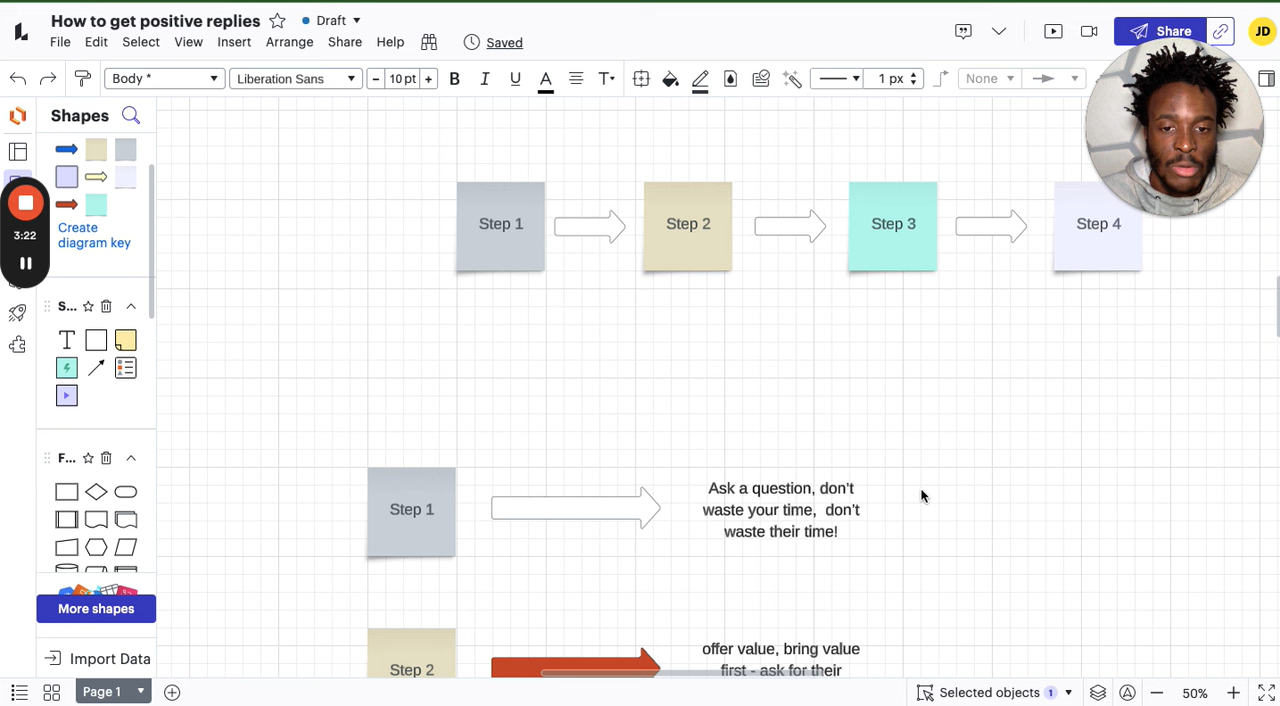 How to get positive replies
Draft
JD
File Edit Select View Insert Arrange Share Help
Saved
Share
Body *
Liberation Sans
- 10 pt +
B I U A T
1 px
None
Shapes
3:22
Create
diagram key
S...
T
F...
More shapes
Import Data
Step 1
Step 2
Step 3
Step 4
Step 1
Ask a question, don't
waste your time, don't
waste their time!
Step 2
offer value, bring value
first - ask for their
Page 1
Selected objects 1
50%